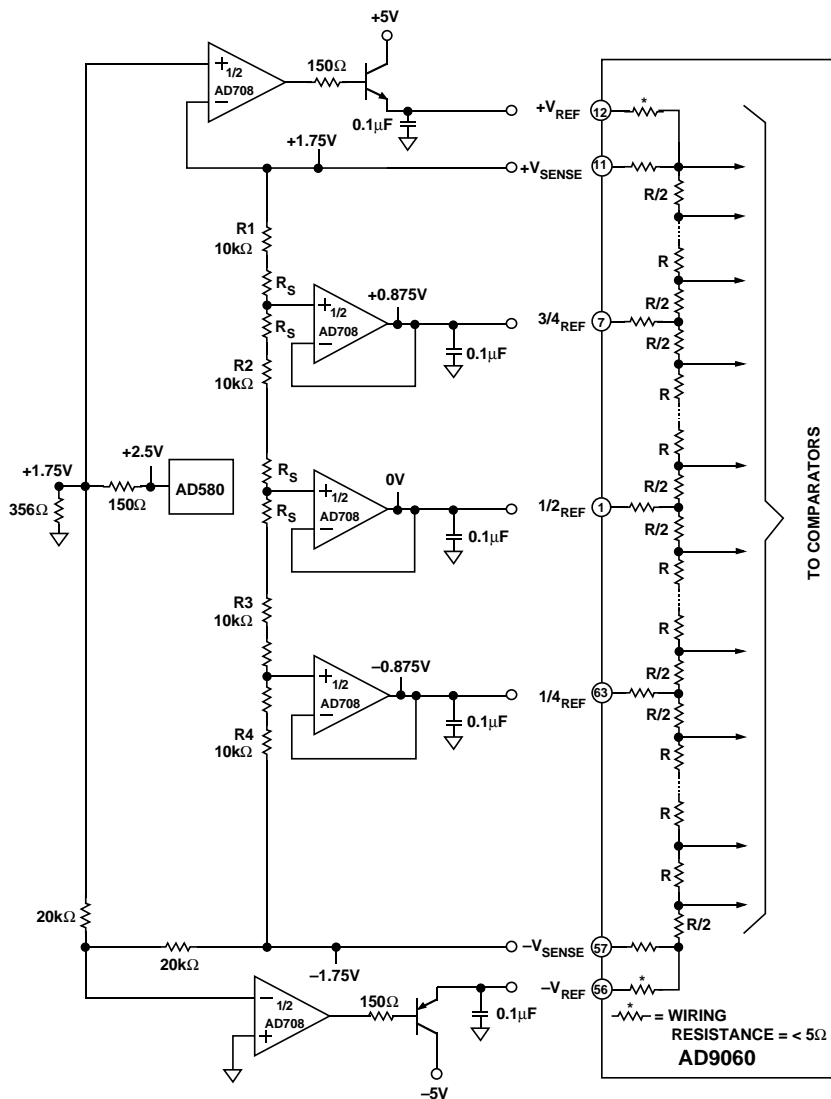 +5V
+ 1/2
AD708
–
150Ω
0.1μF
+VREF
12
*
+1.75V
+VSENSE
11
R/2
R1
10kΩ
RS
RS
R2
10kΩ
+ 1/2
AD708
–
+0.875V
0.1μF
3/4REF
7
R
R/2
R/2
R
+1.75V
+2.5V
356Ω
150Ω
AD580
RS
RS
+ 1/2
AD708
–
0V
0.1μF
1/2REF
1
R
R/2
R/2
R
TO COMPARATORS
R3
10kΩ
R4
10kΩ
+ 1/2
AD708
–
–0.875V
0.1μF
1/4REF
63
R
R/2
R/2
R
R
R
R/2
20kΩ
20kΩ
–1.75V
–VSENSE
57
– 1/2
AD708
+
150Ω
–5V
0.1μF
–VREF
56
*
* = WIRING
RESISTANCE = < 5Ω
AD9060